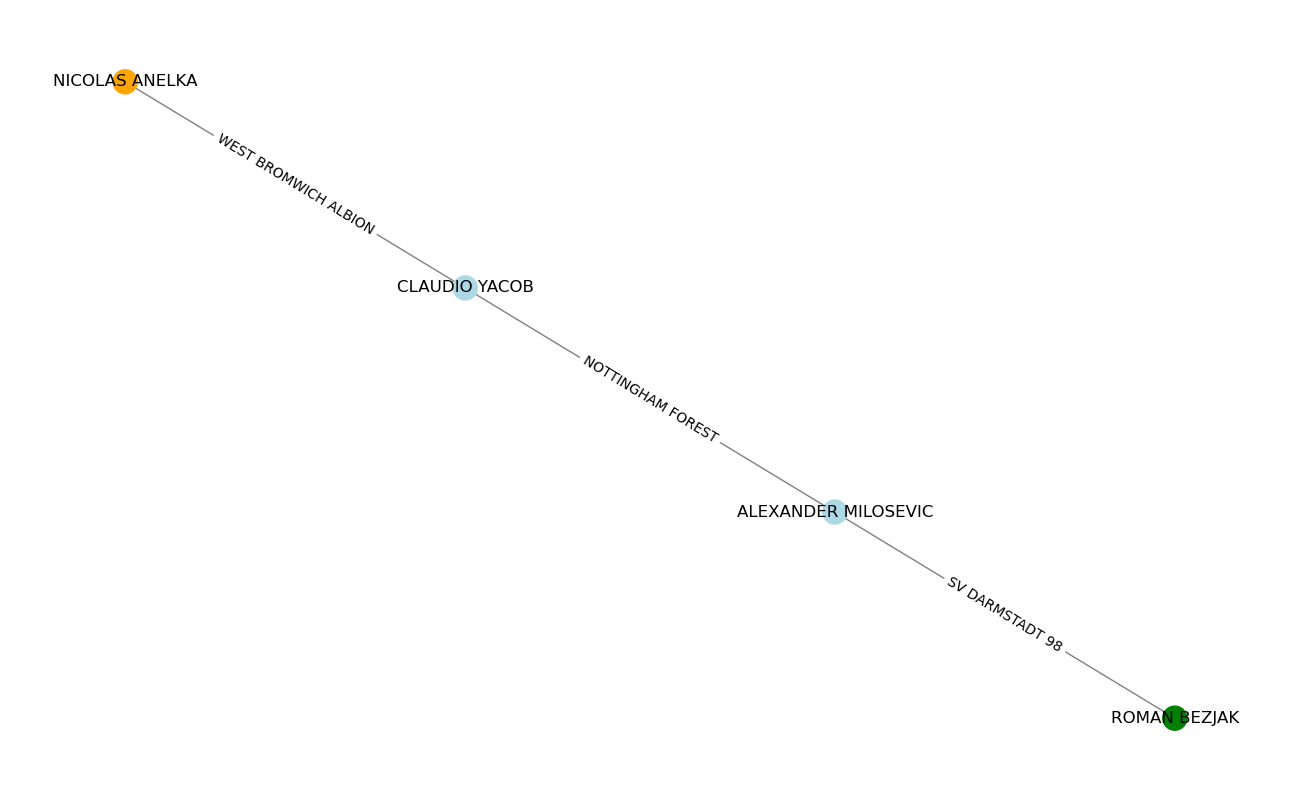 NICOLAS ANELKA
WEST BROMWICH ALBION
CLAUDIO YACOB
NOTTINGHAM FOREST
ALEXANDER MILOSEVIC
SV DARMSTADT 98
ROMAN BEZJAK